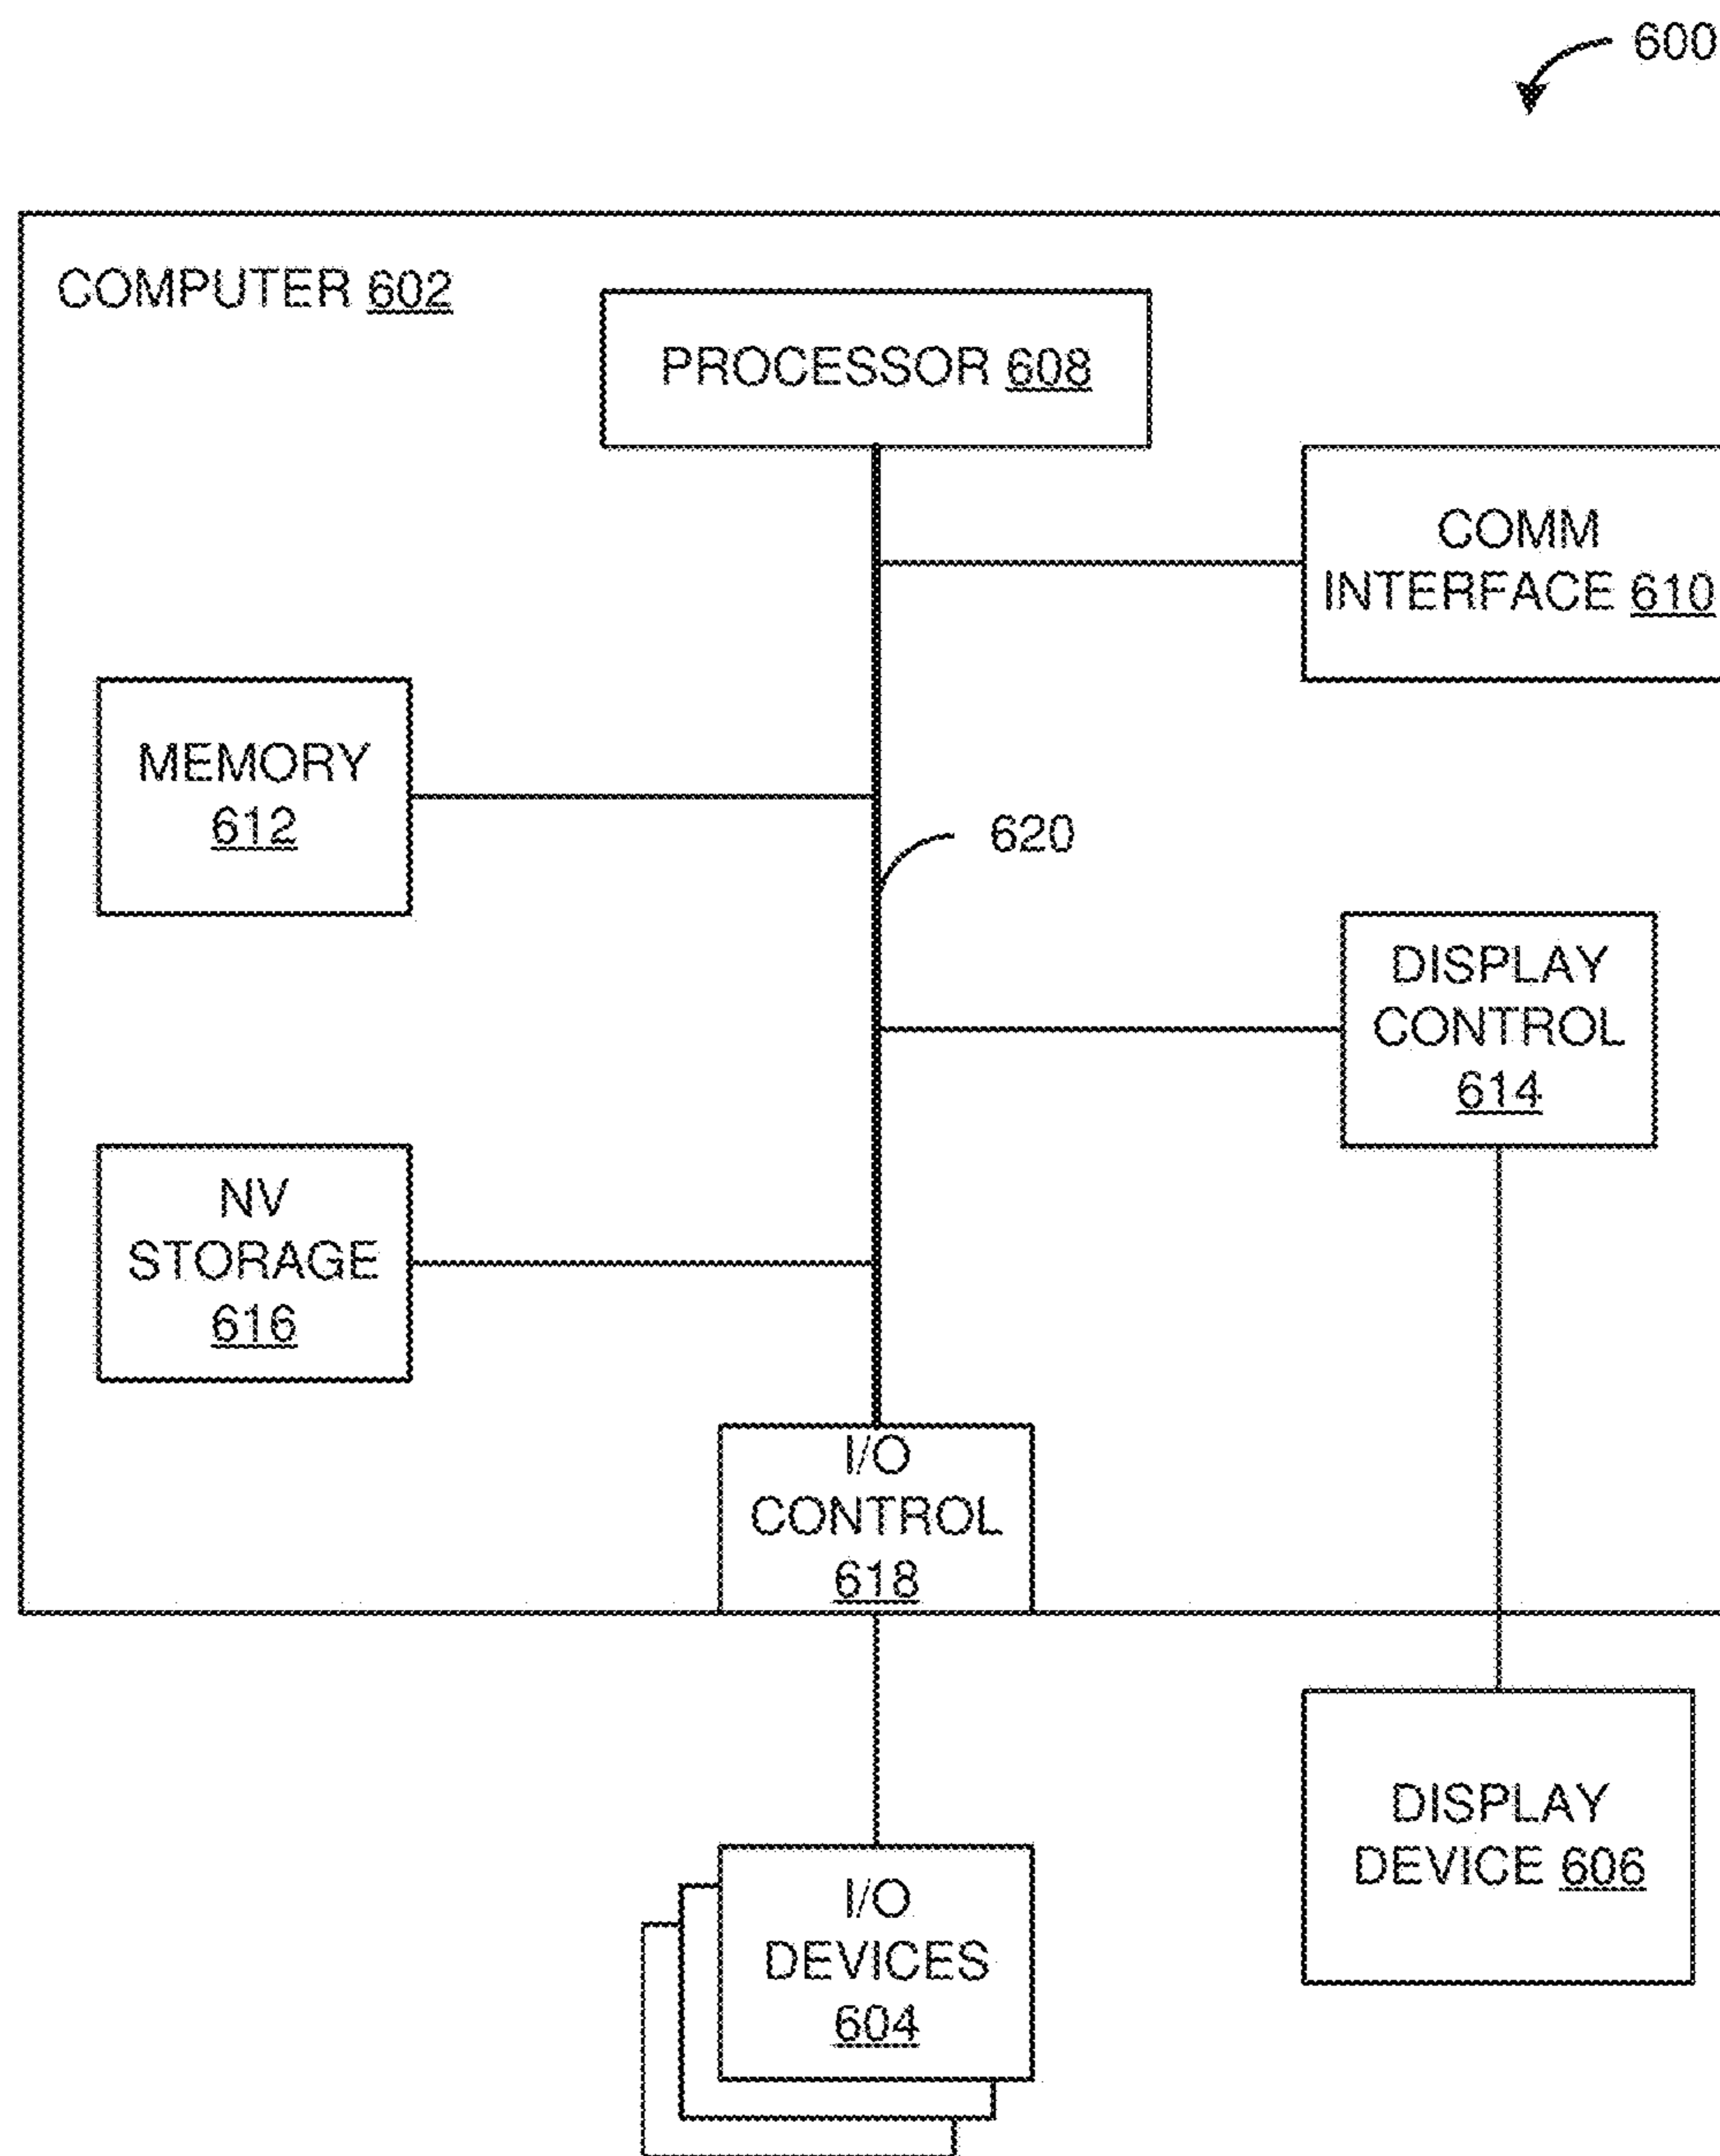 600
COMPUTER 602
PROCESSOR 608
COMM
INTERFACE 610
MEMORY
612
620
DISPLAY
CONTROL
614
NV
STORAGE
616
I/O
CONTROL
618
DISPLAY
DEVICE 606
I/O
DEVICES
604